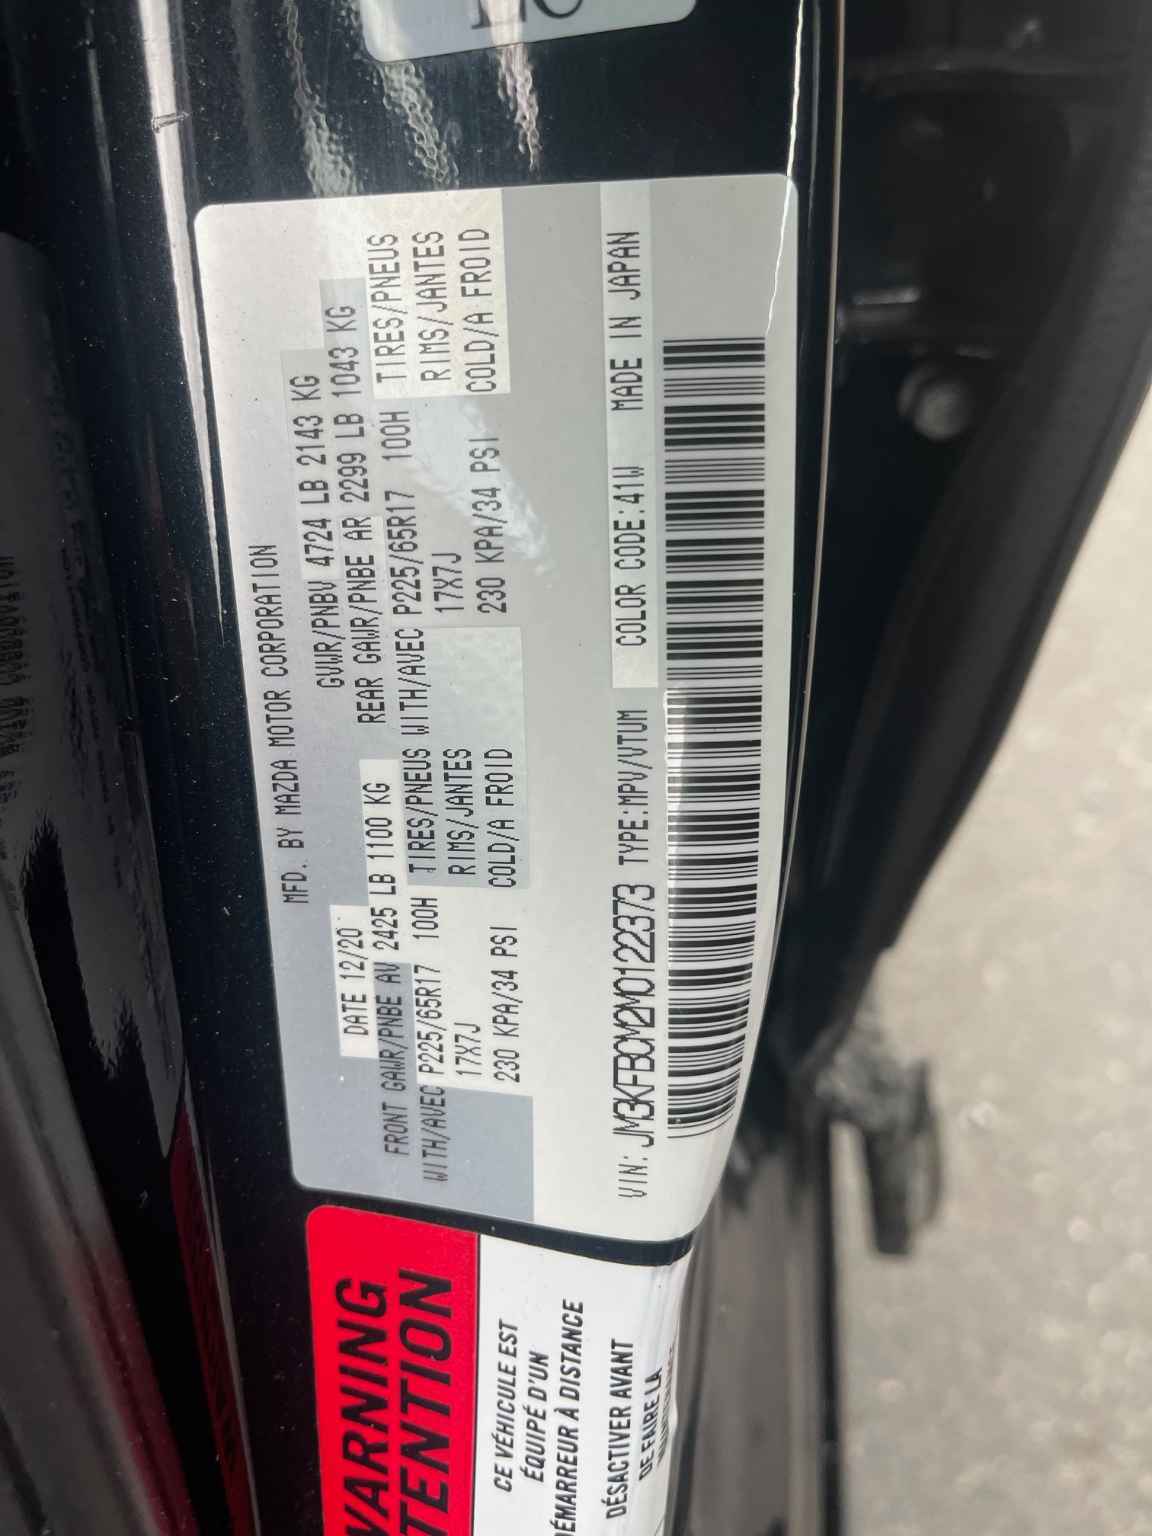 MFD. BY MAZDA MOTOR CORPORATION
DATE 12/20 GVWR/PNBV 4724 LB 2143 KG
FRONT GAWR/PNBE AV 2425 LB 1100 KG REAR GAWR/PNBE AR 2299 LB 1043 KG
WITH/AVEC P225/65R17 100H TIRES/PNEUS WITH/AVEC P225/65R17 100H TIRES/PNEUS
17X7J RIMS/JANTES 17X7J RIMS/JANTES
230 KPA/34 PSI COLD/A FROID 230 KPA/34 PSI COLD/A FROID
VIN: JM3KFBCM2M0122373 TYPE:MPV/VTUM COLOR CODE:41W MADE IN JAPAN
WARNING
CE VÉHICULE EST
ÉQUIPÉ D'UN
DÉMARREUR À DISTANCE
DÉSACTIVER AVANT
DE FAIRE LA